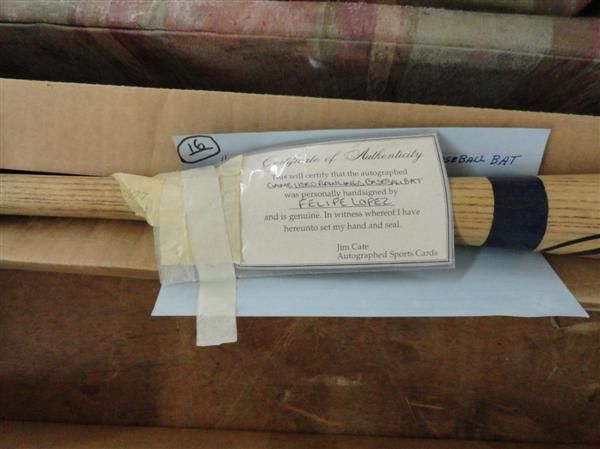 16
Certificate of Authenticity
This will certify that the autographed
GAME USED RAWLINGS BASEBALL BAT
was personally handsigned by
FELIPE LOPEZ
and is genuine. In witness whereof I have
hereunto set my hand and seal.
Jim Cate
Autographed Sports Cards
BASEBALL BAT